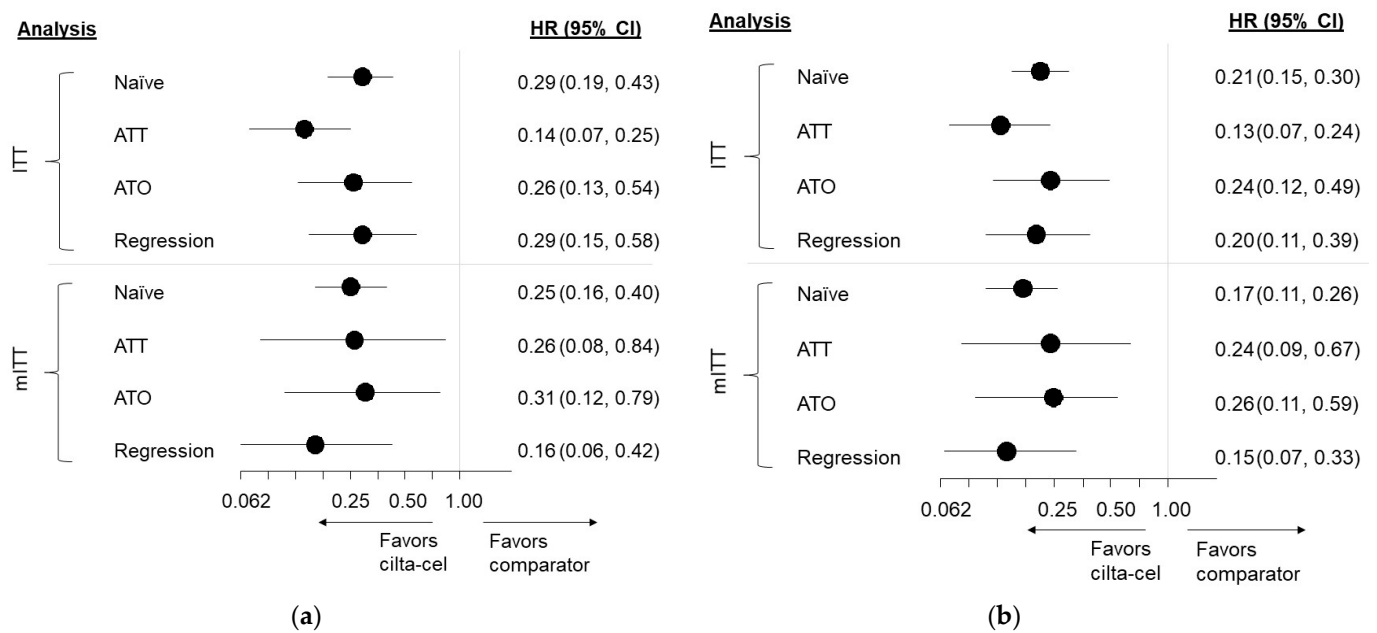 Analysis HR (95% CI)
ITT
Naïve 0.29 (0.19, 0.43)
ATT 0.14 (0.07, 0.25)
ATO 0.26 (0.13, 0.54)
Regression 0.29 (0.15, 0.58)
mITT
Naïve 0.25 (0.16, 0.40)
ATT 0.26 (0.08, 0.84)
ATO 0.31 (0.12, 0.79)
Regression 0.16 (0.06, 0.42)
0.062 0.25 0.50 1.00
Favors Favors
cilta-cel comparator
(a)
Analysis HR (95% CI)
ITT
Naïve 0.21 (0.15, 0.30)
ATT 0.13 (0.07, 0.24)
ATO 0.24 (0.12, 0.49)
Regression 0.20 (0.11, 0.39)
mITT
Naïve 0.17 (0.11, 0.26)
ATT 0.24 (0.09, 0.67)
ATO 0.26 (0.11, 0.59)
Regression 0.15 (0.07, 0.33)
0.062 0.25 0.50 1.00
Favors Favors
cilta-cel comparator
(b)